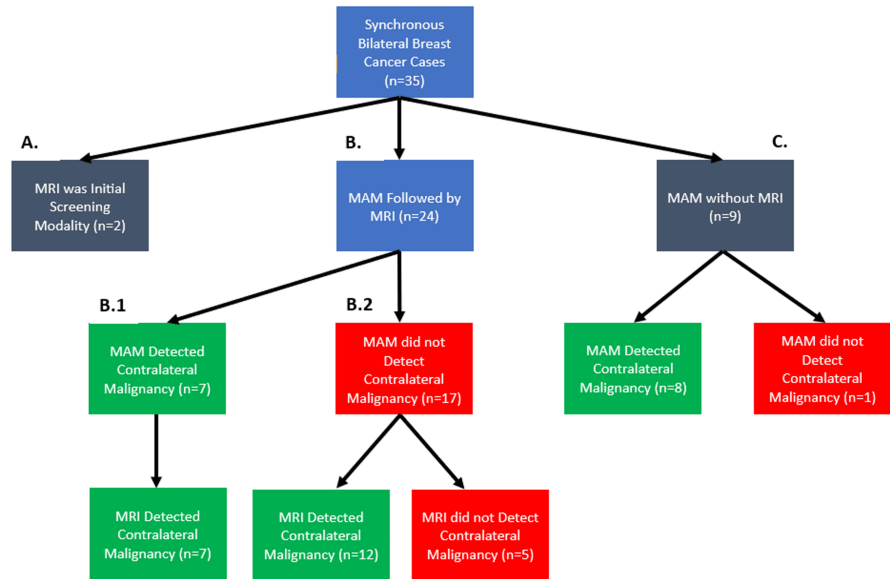 Synchronous
Bilateral Breast
Cancer Cases
(n=35)
A.
B.
C.
MRI was Initial
Screening
Modality (n=2)
MAM Followed by
MRI (n=24)
MAM without MRI
(n=9)
B.1
B.2
MAM Detected
Contralateral
Malignancy (n=7)
MAM did not
Detect
Contralateral
Malignancy (n=17)
MAM Detected
Contralateral
Malignancy (n=8)
MAM did not
Detect
Contralateral
Malignancy (n=1)
MRI Detected
Contralateral
Malignancy (n=7)
MRI Detected
Contralateral
Malignancy (n=12)
MRI did not Detect
Contralateral
Malignancy (n=5)